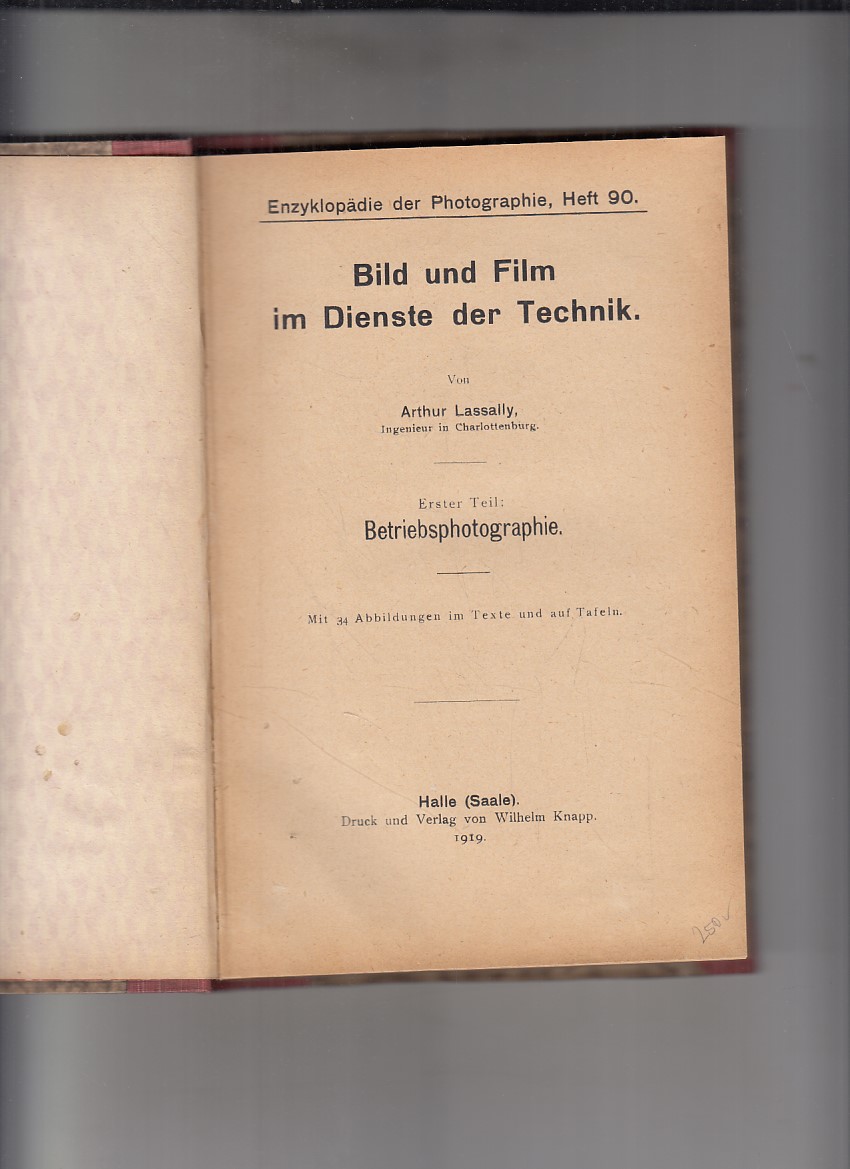 Enzyklopädie der Photographie, Heft 90.
Bild und Film
im Dienste der Technik.
Von
Arthur Lassally,
Ingenieur in Charlottenburg.
Erster Teil:
Betriebsphotographie.
Mit 34 Abbildungen im Texte und auf Tafeln.
Halle (Saale).
Druck und Verlag von Wilhelm Knapp.
1919.